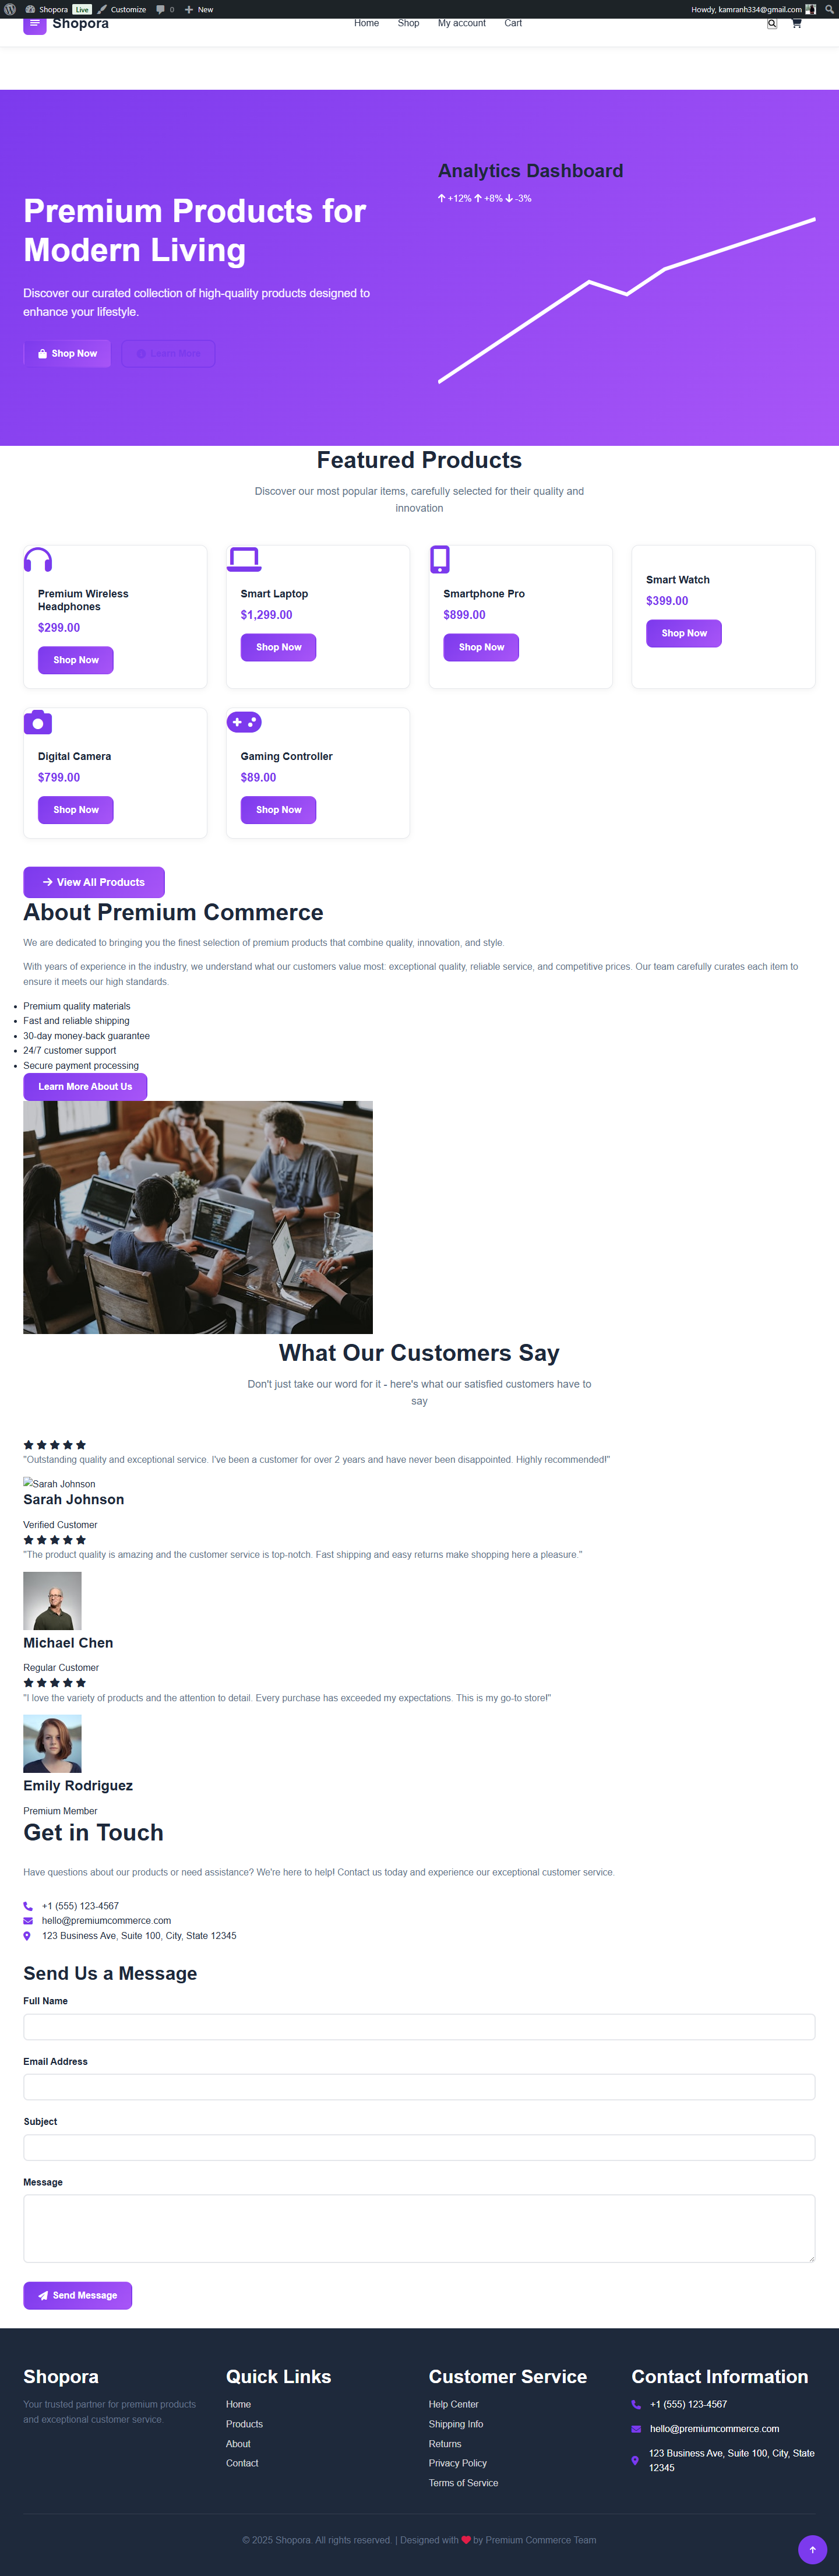 Shopora Live Customize 0 New Howdy, kamranh334@gmail.com
Shopora Home Shop My account Cart
Analytics Dashboard
+12% +8% -3%
Premium Products for
Modern Living
Discover our curated collection of high-quality products designed to
enhance your lifestyle.
Shop Now Learn More
Featured Products
Discover our most popular items, carefully selected for their quality and
innovation
Premium Wireless
Headphones
$299.00
Shop Now
Smart Laptop
$1,299.00
Shop Now
Smartphone Pro
$899.00
Shop Now
Smart Watch
$399.00
Shop Now
Digital Camera
$799.00
Shop Now
Gaming Controller
$89.00
Shop Now
View All Products
About Premium Commerce
We are dedicated to bringing you the finest selection of premium products that combine quality, innovation, and style.
With years of experience in the industry, we understand what our customers value most: exceptional quality, reliable service, and competitive prices. Our team carefully curates each item to
ensure it meets our high standards.
Premium quality materials
Fast and reliable shipping
30-day money-back guarantee
24/7 customer support
Secure payment processing
Learn More About Us
What Our Customers Say
Don't just take our word for it - here's what our satisfied customers have to
say
"Outstanding quality and exceptional service. I've been a customer for over 2 years and have never been disappointed. Highly recommended!"
Sarah Johnson
Sarah Johnson
Verified Customer
"The product quality is amazing and the customer service is top-notch. Fast shipping and easy returns make shopping here a pleasure."
Michael Chen
Regular Customer
"I love the variety of products and the attention to detail. Every purchase has exceeded my expectations. This is my go-to store!"
Emily Rodriguez
Premium Member
Get in Touch
Have questions about our products or need assistance? We're here to help! Contact us today and experience our exceptional customer service.
+1 (555) 123-4567
hello@premiumcommerce.com
123 Business Ave, Suite 100, City, State 12345
Send Us a Message
Full Name
Email Address
Subject
Message
Send Message
Shopora
Your trusted partner for premium products
and exceptional customer service.
Quick Links
Home
Products
About
Contact
Customer Service
Help Center
Shipping Info
Returns
Privacy Policy
Terms of Service
Contact Information
+1 (555) 123-4567
hello@premiumcommerce.com
123 Business Ave, Suite 100, City, State
12345
© 2025 Shopora. All rights reserved. | Designed with by Premium Commerce Team